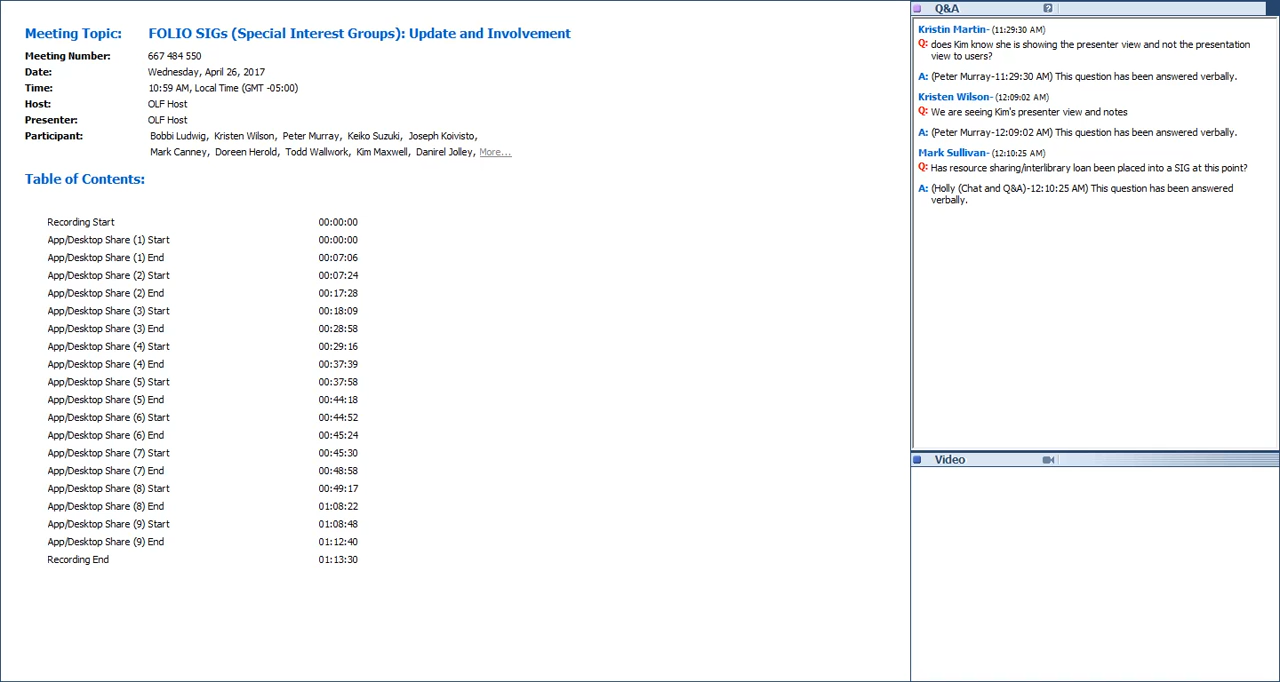 Meeting Topic: FOLIO SIGs (Special Interest Groups): Update and Involvement
Meeting Number: 667 484 550
Date: Wednesday, April 26, 2017
Time: 10:59 AM, Local Time (GMT -05:00)
Host: OLF Host
Presenter: OLF Host
Participant: Bobbi Ludwig, Kristen Wilson, Peter Murray, Keiko Suzuki, Joseph Koivisto,
Mark Canney, Doreen Herold, Todd Wallwork, Kim Maxwell, Danirel Jolley, More...
Table of Contents:
Recording Start 00:00:00
App/Desktop Share (1) Start 00:00:00
App/Desktop Share (1) End 00:07:06
App/Desktop Share (2) Start 00:07:24
App/Desktop Share (2) End 00:17:28
App/Desktop Share (3) Start 00:18:09
App/Desktop Share (3) End 00:28:58
App/Desktop Share (4) Start 00:29:16
App/Desktop Share (4) End 00:37:39
App/Desktop Share (5) Start 00:37:58
App/Desktop Share (5) End 00:44:18
App/Desktop Share (6) Start 00:44:52
App/Desktop Share (6) End 00:45:24
App/Desktop Share (7) Start 00:45:30
App/Desktop Share (7) End 00:48:58
App/Desktop Share (8) Start 00:49:17
App/Desktop Share (8) End 01:08:22
App/Desktop Share (9) Start 01:08:48
App/Desktop Share (9) End 01:12:40
Recording End 01:13:30
Q&A ?
Kristin Martin- (11:29:30 AM)
Q: does Kim know she is showing the presenter view and not the presentation
view to users?
A: (Peter Murray-11:29:30 AM) This question has been answered verbally.
Kristen Wilson- (12:09:02 AM)
Q: We are seeing Kim's presenter view and notes
A: (Peter Murray-12:09:02 AM) This question has been answered verbally.
Mark Sullivan- (12:10:25 AM)
Q: Has resource sharing/interlibrary loan been placed into a SIG at this point?
A: (Holly (Chat and Q&A)-12:10:25 AM) This question has been answered
verbally.
Video